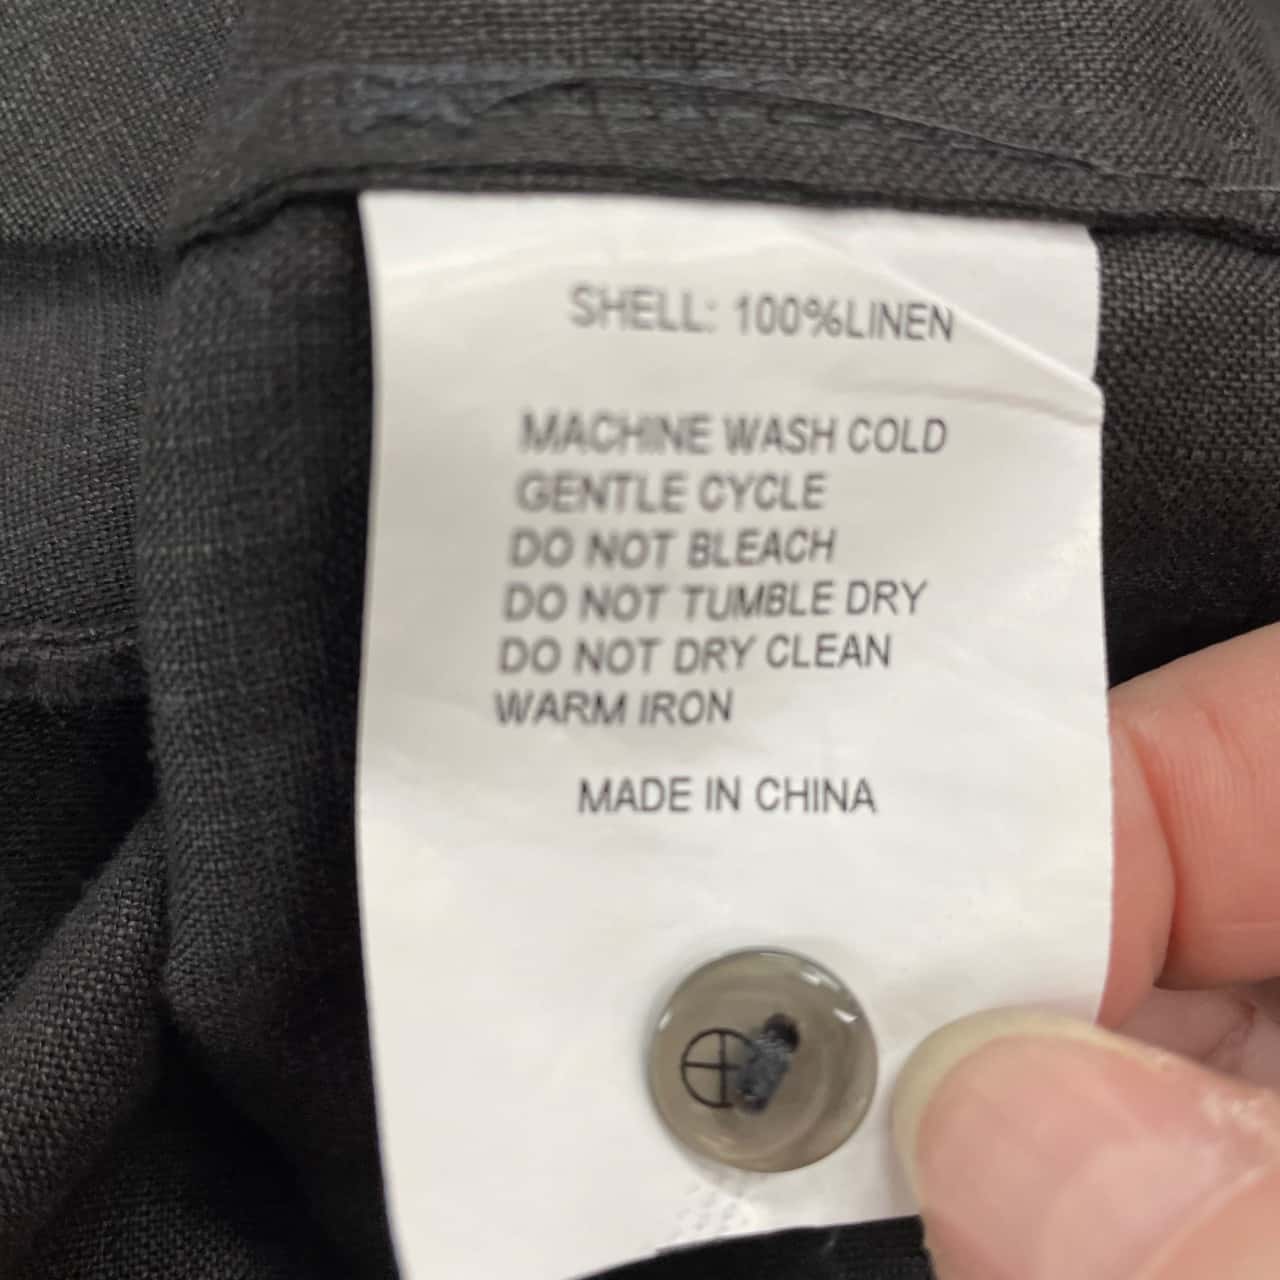 SHELL: 100%LINEN
MACHINE WASH COLD
GENTLE CYCLE
DO NOT BLEACH
DO NOT TUMBLE DRY
DO NOT DRY CLEAN
WARM IRON
MADE IN CHINA